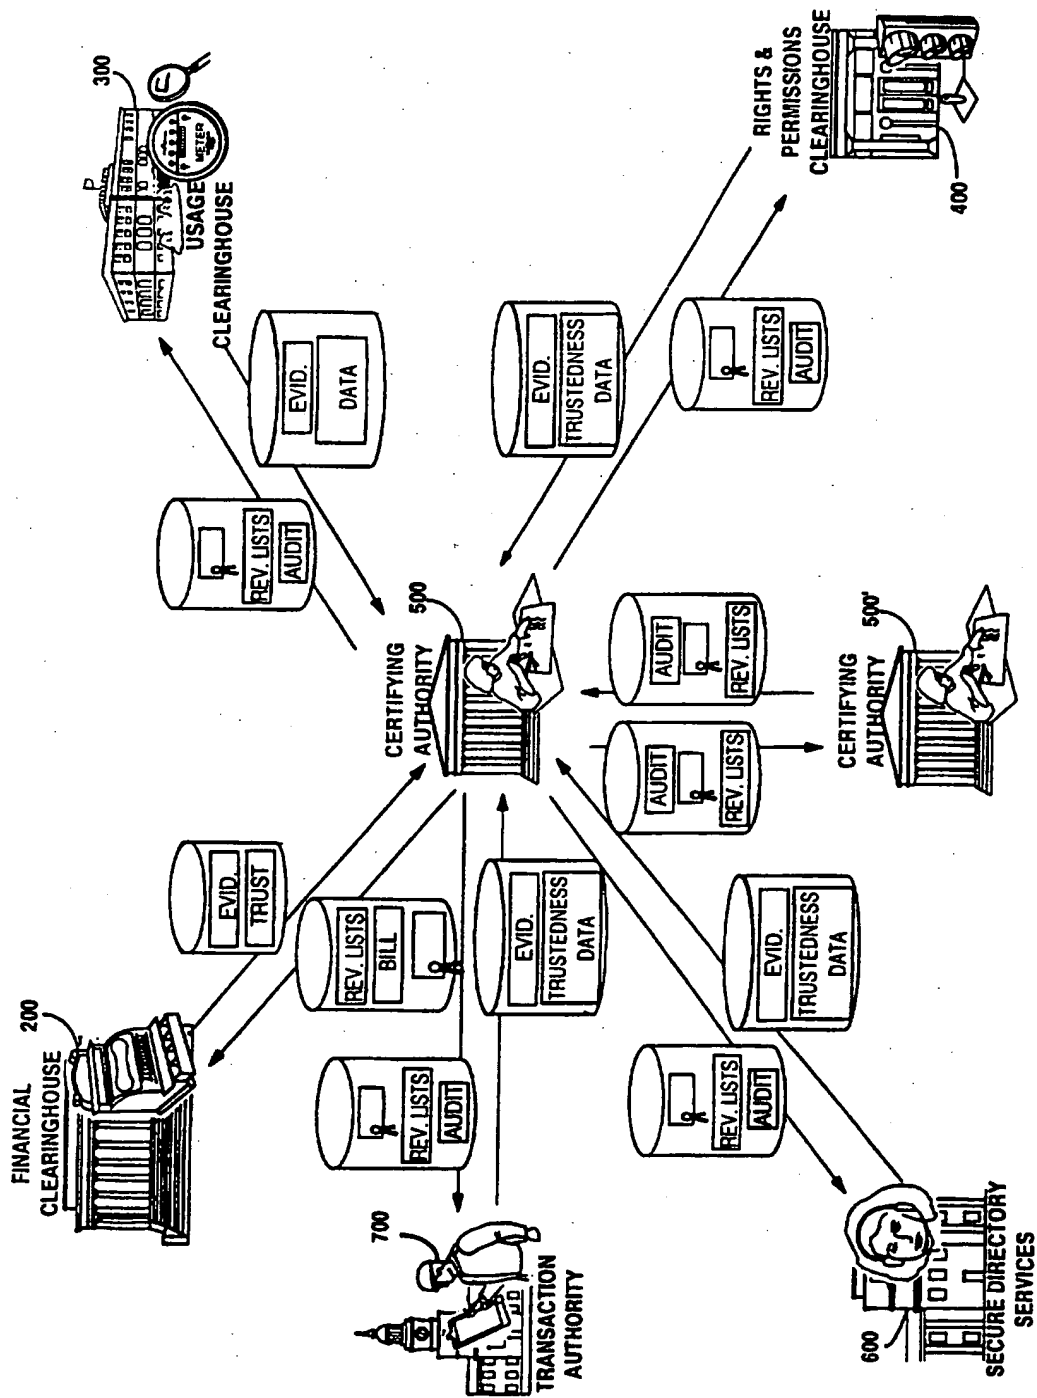 FINANCIAL
CLEARINGHOUSE
200
EVID.
TRUST
REV. LISTS
BILL
700
TRANSACTION
AUTHORITY
REV. LISTS
AUDIT
EVID.
TRUSTEDNESS
DATA
600
SECURE DIRECTORY
SERVICES
REV. LISTS
AUDIT
EVID.
TRUSTEDNESS
DATA
CERTIFYING
AUTHORITY
500
AUDIT
REV. LISTS
AUDIT
REV. LISTS
CERTIFYING
AUTHORITY
500'
REV. LISTS
AUDIT
EVID.
DATA
300
METER
USAGE
CLEARINGHOUSE
EVID.
TRUSTEDNESS
DATA
REV. LISTS
AUDIT
RIGHTS &
PERMISSIONS
CLEARINGHOUSE
400